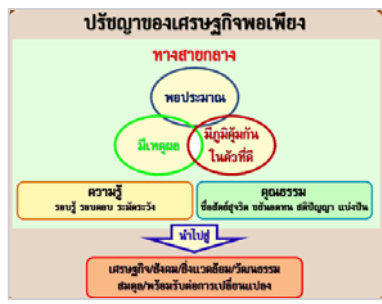 ปรัชญาของเศรษฐกิจพอเพียง
ทางสายกลาง
พอประมาณ
มีเหตุผล
มีภูมิคุ้มกัน
ในตัวที่ดี
ความรู้
รอบรู้ รอบคอบ ระมัดระวัง
คุณธรรม
ซื่อสัตย์สุจริต ขยันอดทน สติปัญญา แบ่งปัน
นำไปสู่
เศรษฐกิจ/สังคม/สิ่งแวดล้อม/วัฒนธรรม
สมดุล/พร้อมรับต่อการเปลี่ยนแปลง